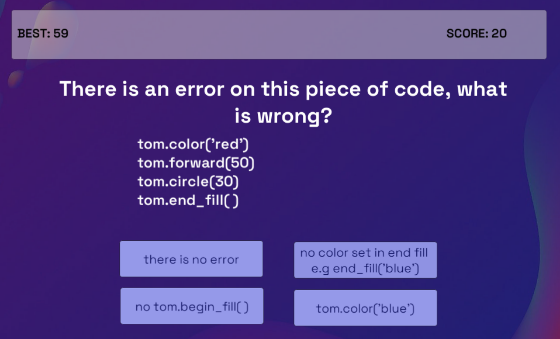 BEST: 59
SCORE: 20
There is an error on this piece of code, what
is wrong?
tom.color('red')
tom.forward(50)
tom.circle(30)
tom.end_fill( )
there is no error
no color set in end fill
e.g end_fill('blue')
no tom.begin_fill( )
tom.color('blue')